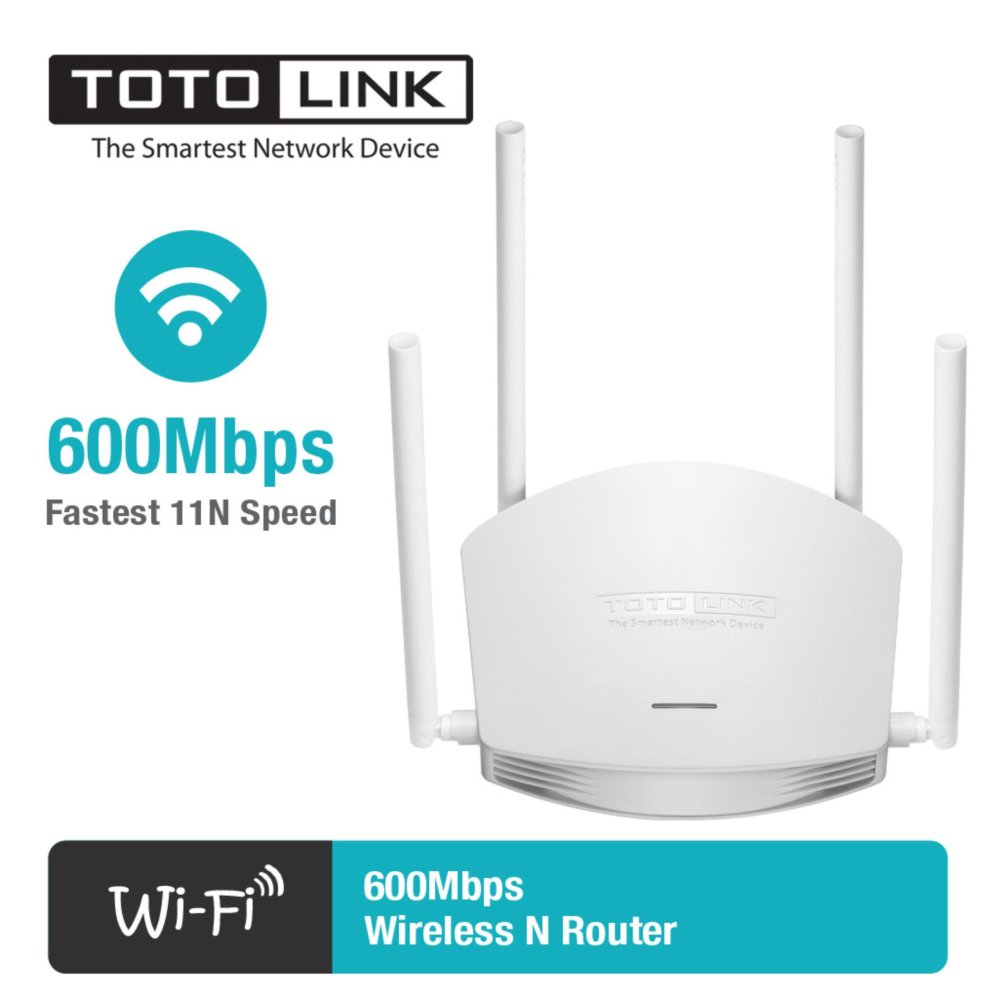 TOTO LINK
The Smartest Network Device
600Mbps
Fastest 11N Speed
TOTO LINK
The Smartest Network Device
Wi-Fi
600Mbps
Wireless N Router